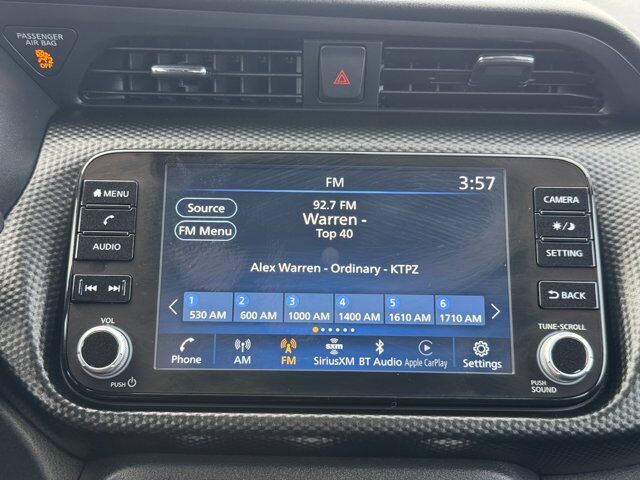 PASSENGER
AIR BAG
OFF
MENU
AUDIO
VOL
PUSH
FM
3:57
Source
FM Menu
92.7 FM
Warren -
Top 40
Alex Warren - Ordinary - KTPZ
1 2 3 4 5 6
530 AM 600 AM 1000 AM 1400 AM 1610 AM 1710 AM
Phone AM FM sxm SiriusXM BT Audio Apple CarPlay Settings
CAMERA
SETTING
BACK
TUNE-SCROLL
PUSH
SOUND